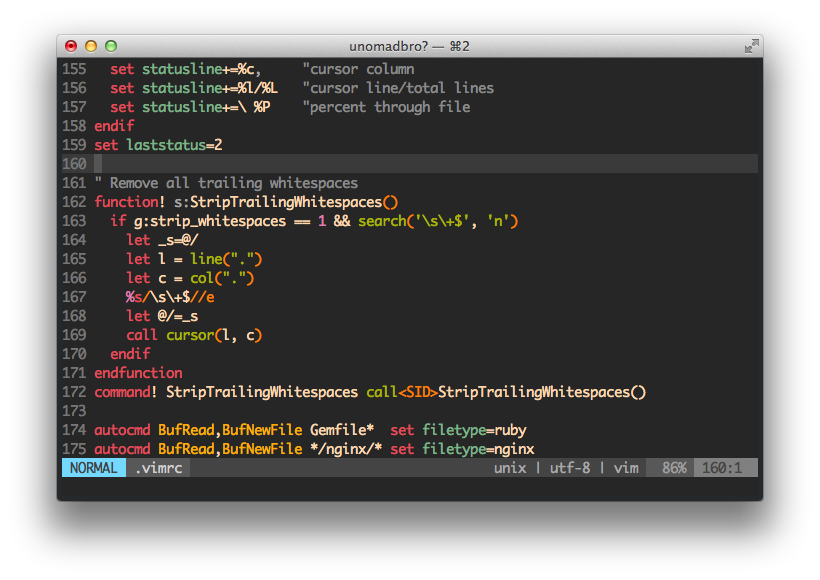 unomadbro? — ⌘2
155   set statusline+=%c,     "cursor column
156   set statusline+=%l/%L   "cursor line/total lines
157   set statusline+=\ %P    "percent through file
158 endif
159 set laststatus=2
160
161 " Remove all trailing whitespaces
162 function! s:StripTrailingWhitespaces()
163   if g:strip_whitespaces == 1 && search('\s\+$', 'n')
164     let _s=@/
165     let l = line(".")
166     let c = col(".")
167     %s/\s\+$//e
168     let @/=_s
169     call cursor(l, c)
170   endif
171 endfunction
172 command! StripTrailingWhitespaces call<SID>StripTrailingWhitespaces()
173
174 autocmd BufRead,BufNewFile Gemfile*  set filetype=ruby
175 autocmd BufRead,BufNewFile */nginx/* set filetype=nginx
NORMAL .vimrc unix | utf-8 | vim 86% 160:1